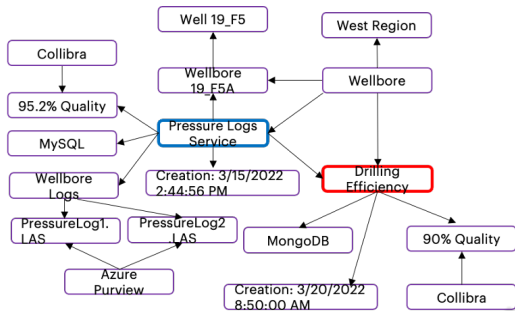 Well 19_F5
West Region
Collibra
Wellbore
19_F5A
Wellbore
95.2% Quality
Pressure Logs
Service
MySQL
Wellbore
Logs
Creation: 3/15/2022
2:44:56 PM
Drilling
Efficiency
PressureLog1.
LAS
PressureLog2
.LAS
MongoDB
90% Quality
Azure
Purview
Creation: 3/20/2022
8:50:00 AM
Collibra